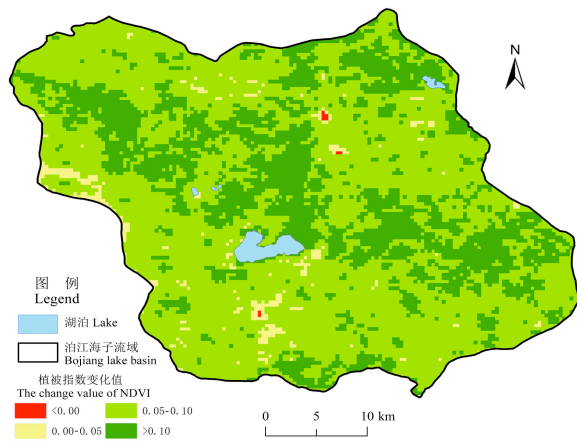 N
图 例
Legend
湖泊 Lake
泊江海子流域
Bojiang lake basin
植被指数变化值
The change value of NDVI
<0.00 0.05-0.10
0.00-0.05 >0.10
0 5 10 km